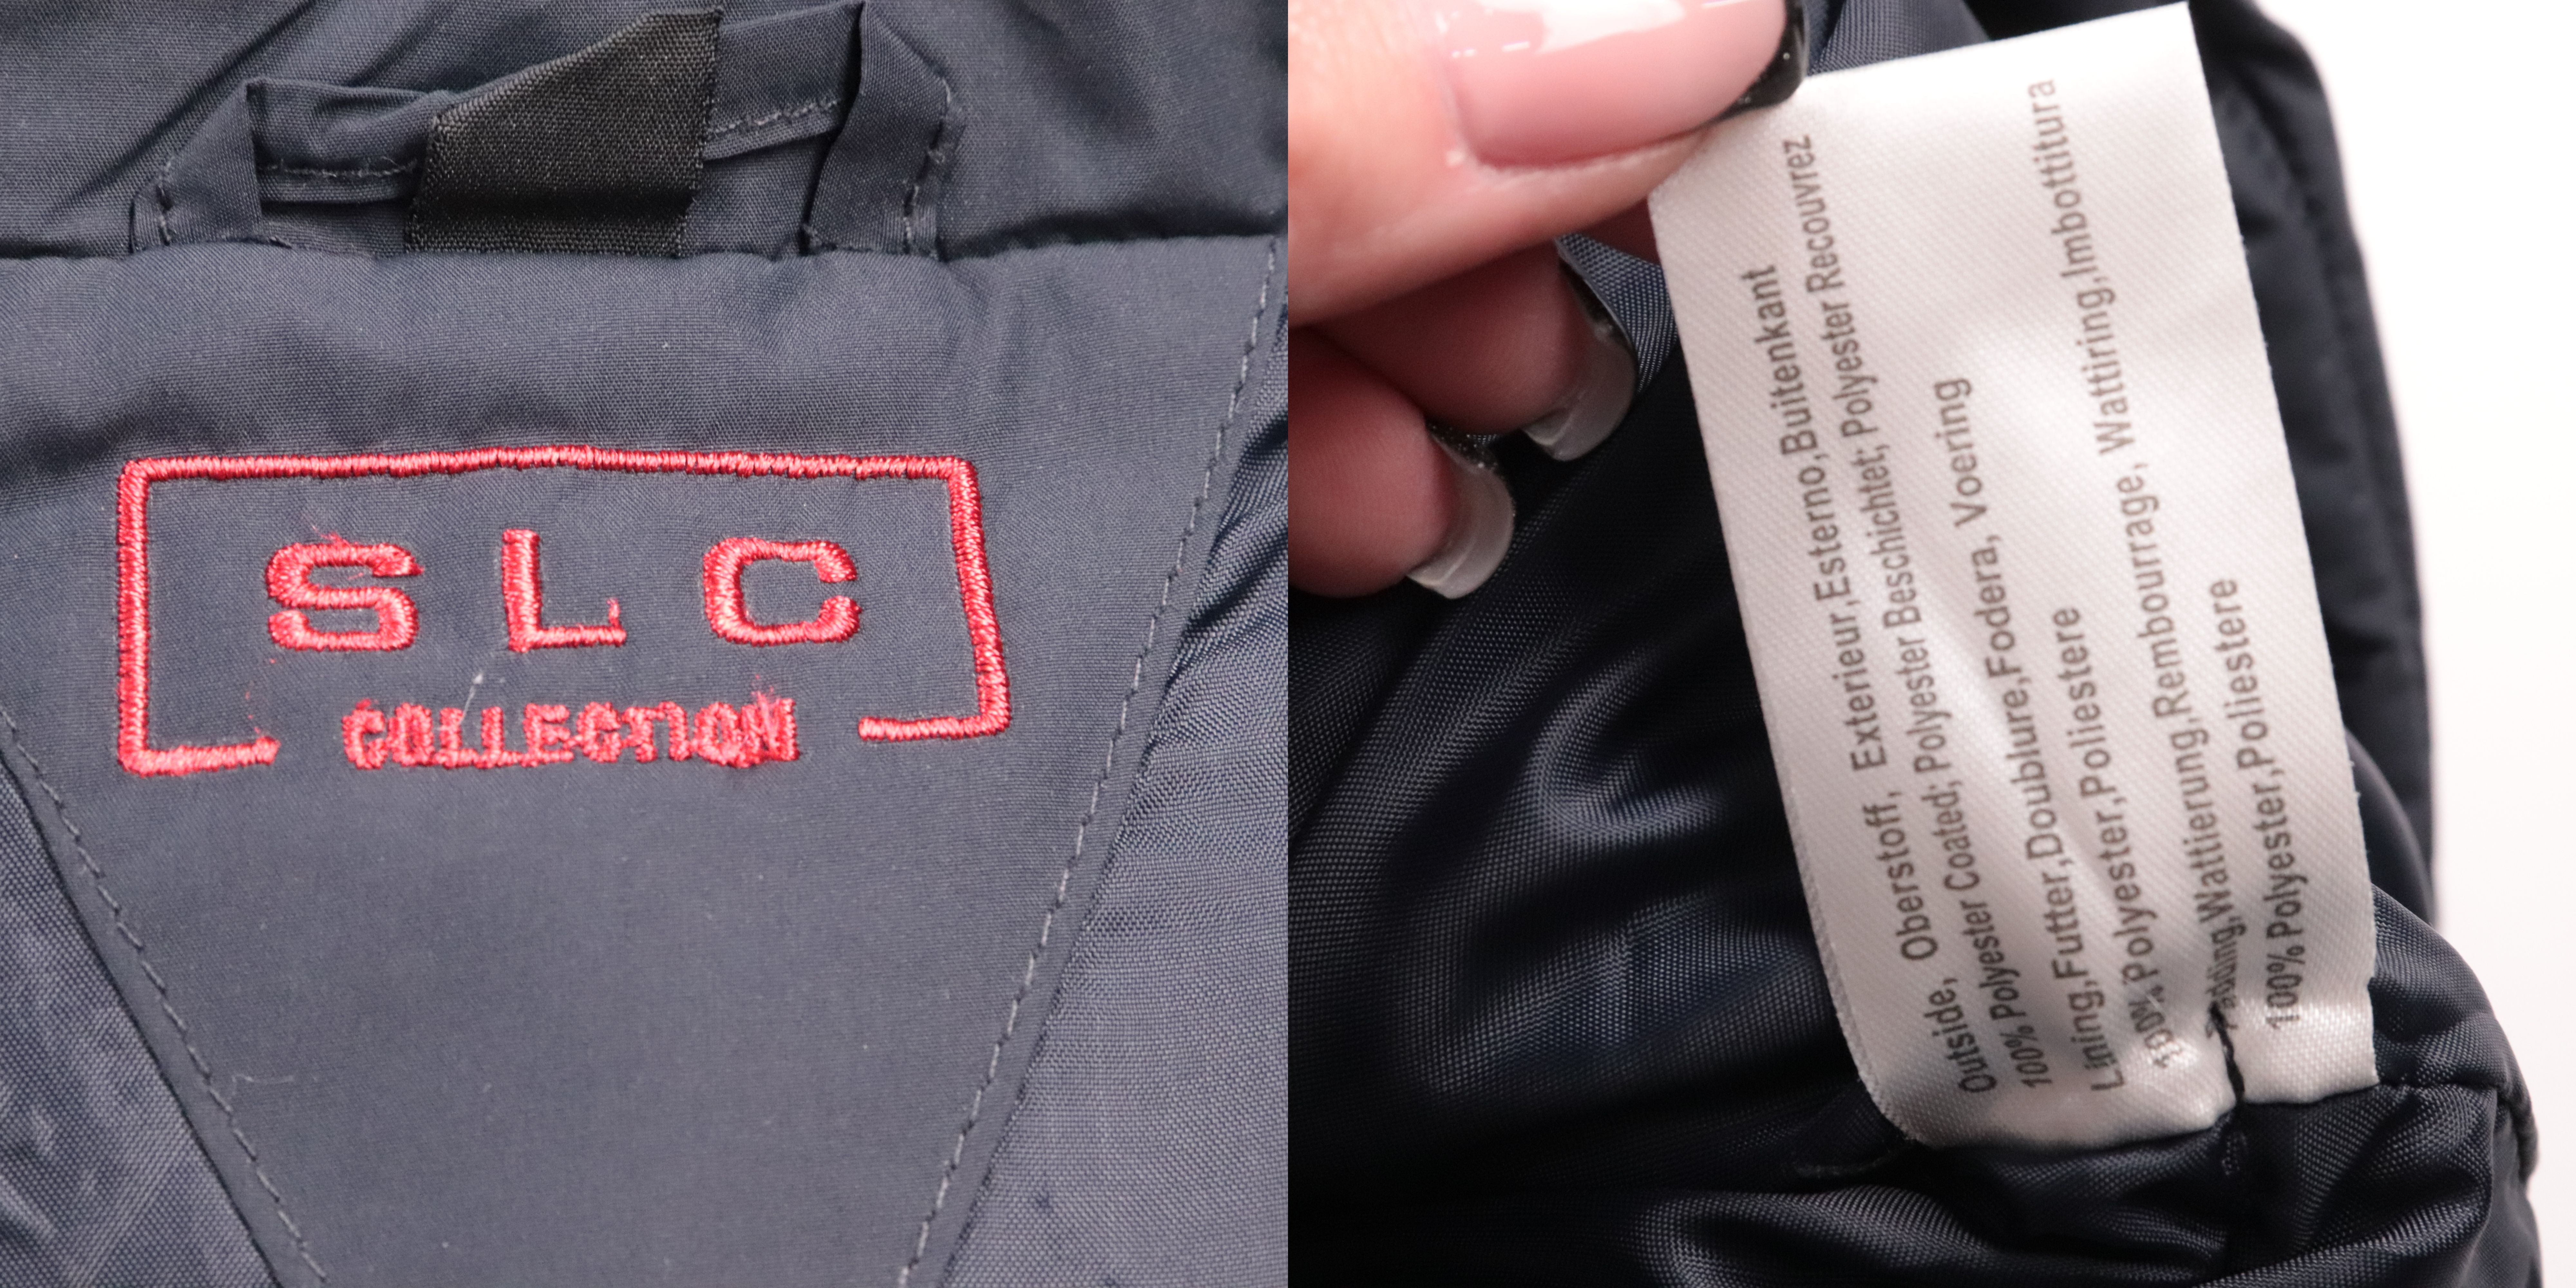 SLC
COLLECTION
Outside, Oberstoff, Exterieur,Esterno,Buitenkant
100% Polyester Coated; Polyester Beschichtet; Polyester Recouvrez
Lining,Futter,Doublure,Fodera, Voering
100% Polyester,Polyester,Poliestere
Padding,Wattierung,Rembourrage, Wattiring,Imbottitura
100% Polyester,Poliestere